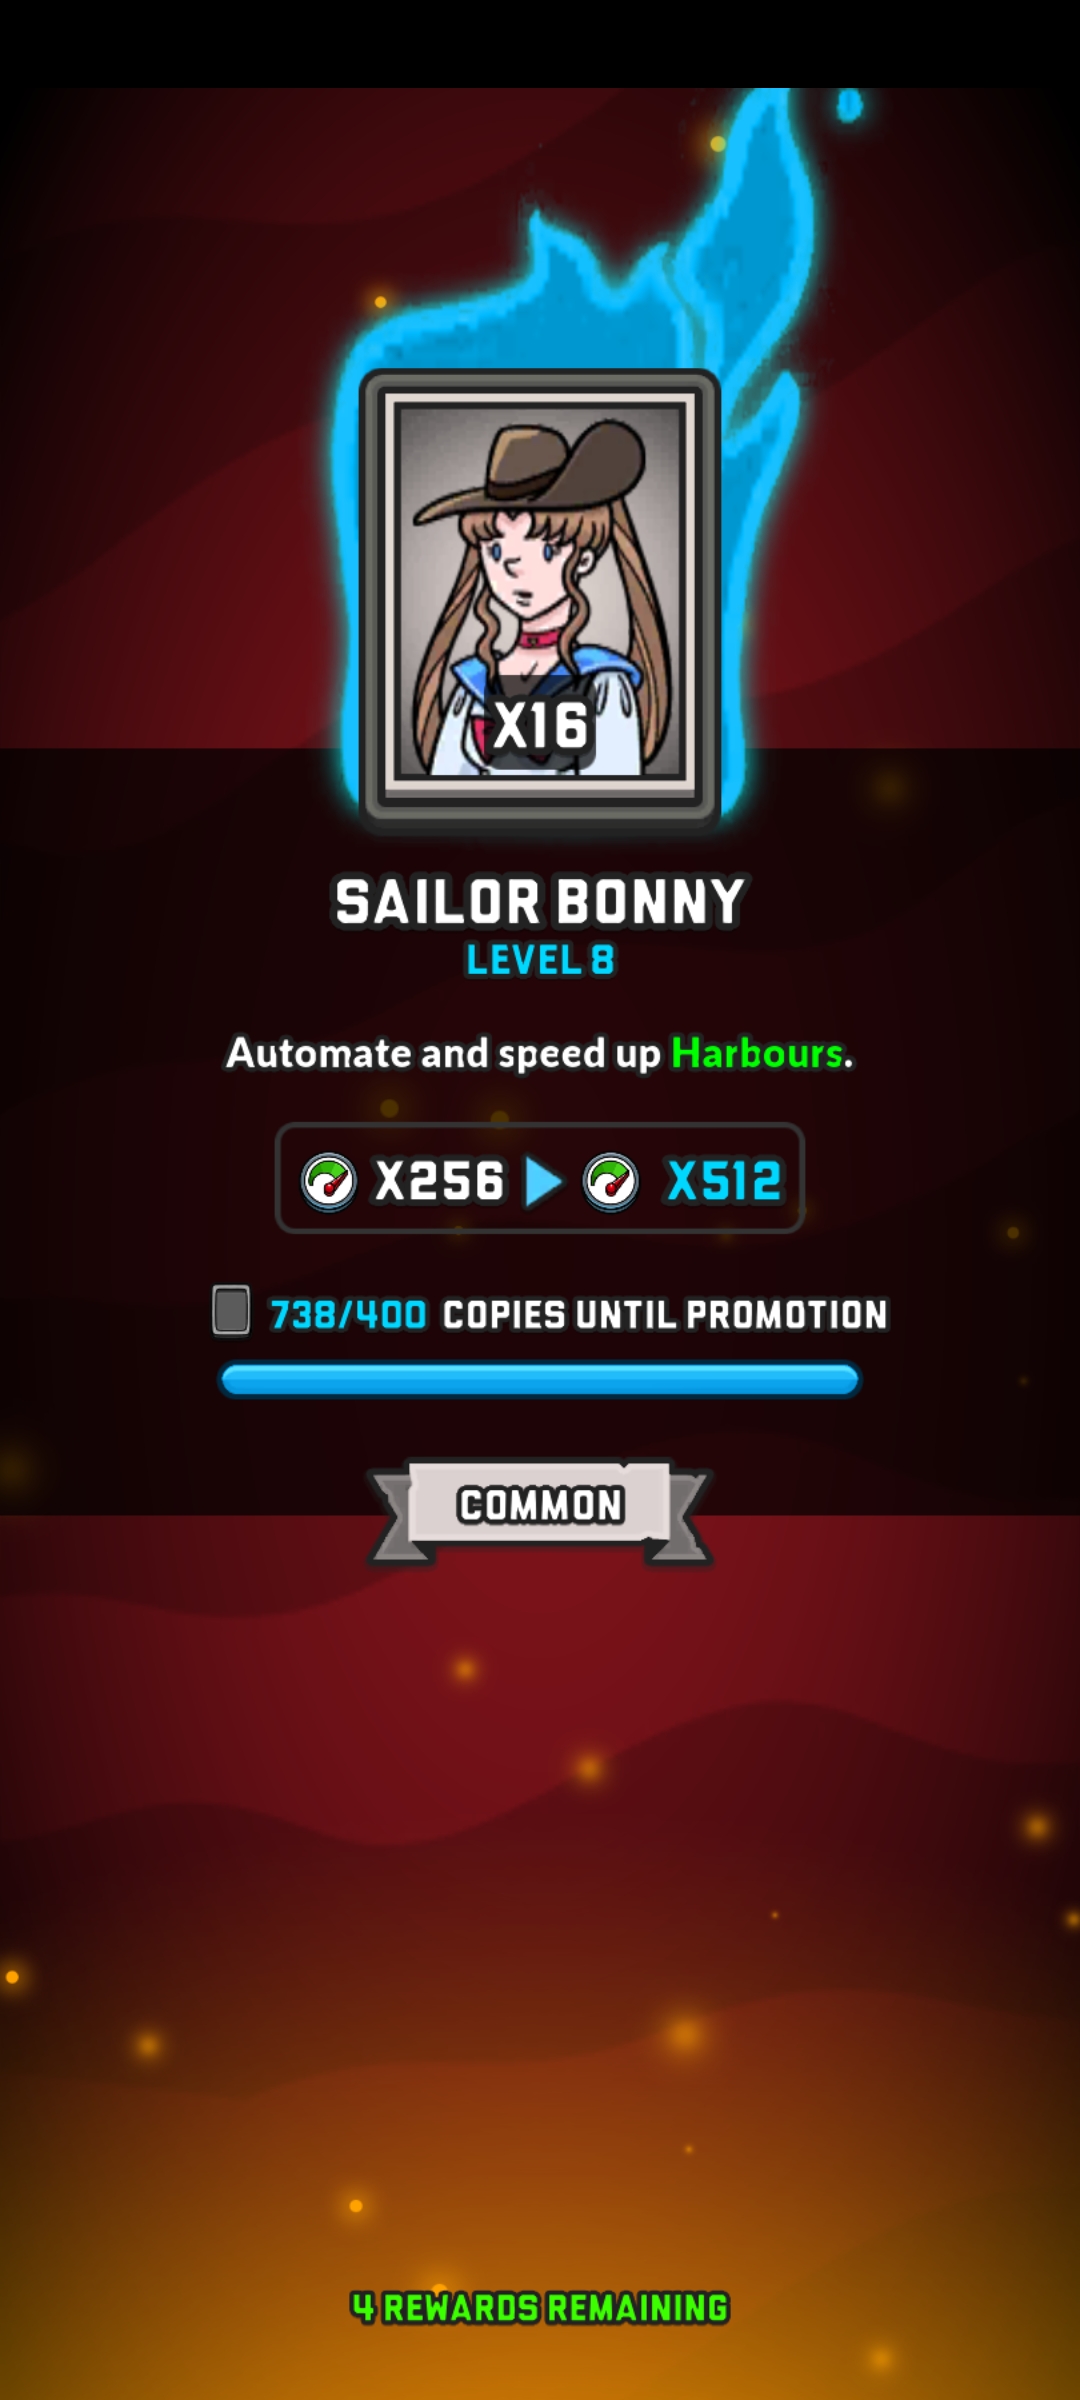 X16
SAILOR BONNY
LEVEL 8
Automate and speed up Harbours.
X256 X512
738/400 COPIES UNTIL PROMOTION
COMMON
4 REWARDS REMAINING